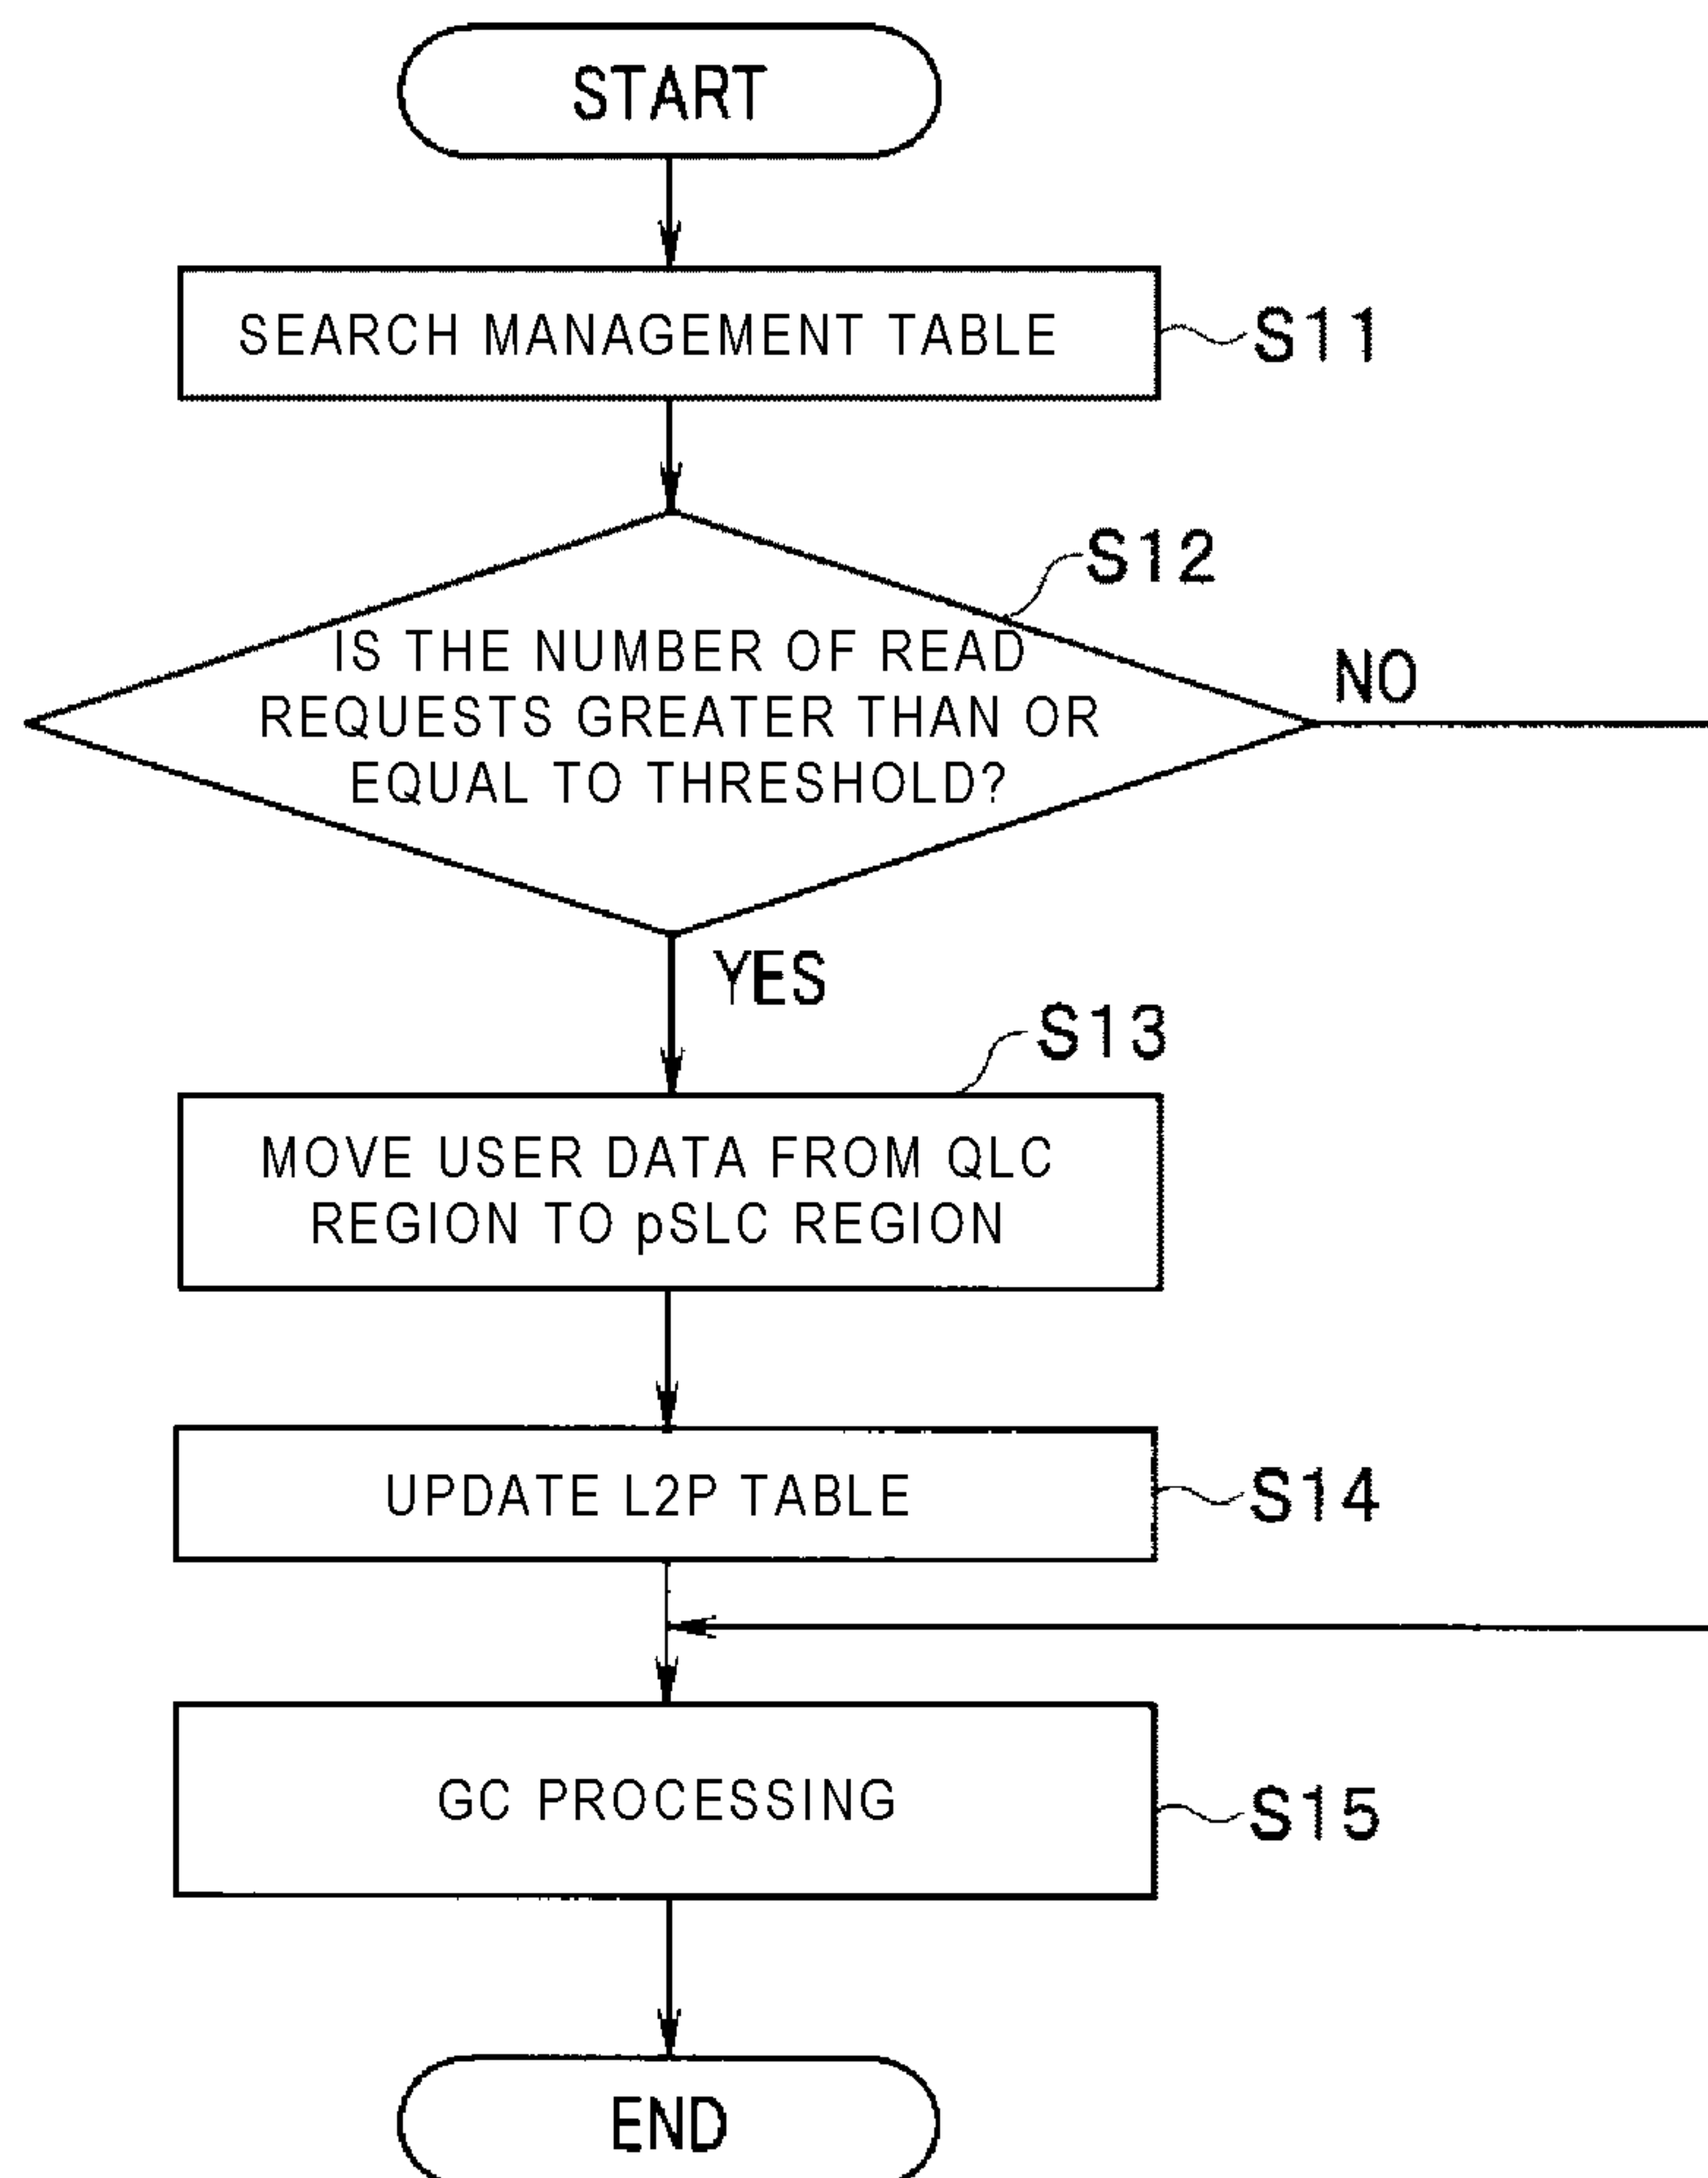 START
SEARCH MANAGEMENT TABLE
S11
S12
IS THE NUMBER OF READ
REQUESTS GREATER THAN OR
EQUAL TO THRESHOLD?
NO
YES
S13
MOVE USER DATA FROM QLC
REGION TO pSLC REGION
UPDATE L2P TABLE
S14
GC PROCESSING
S15
END